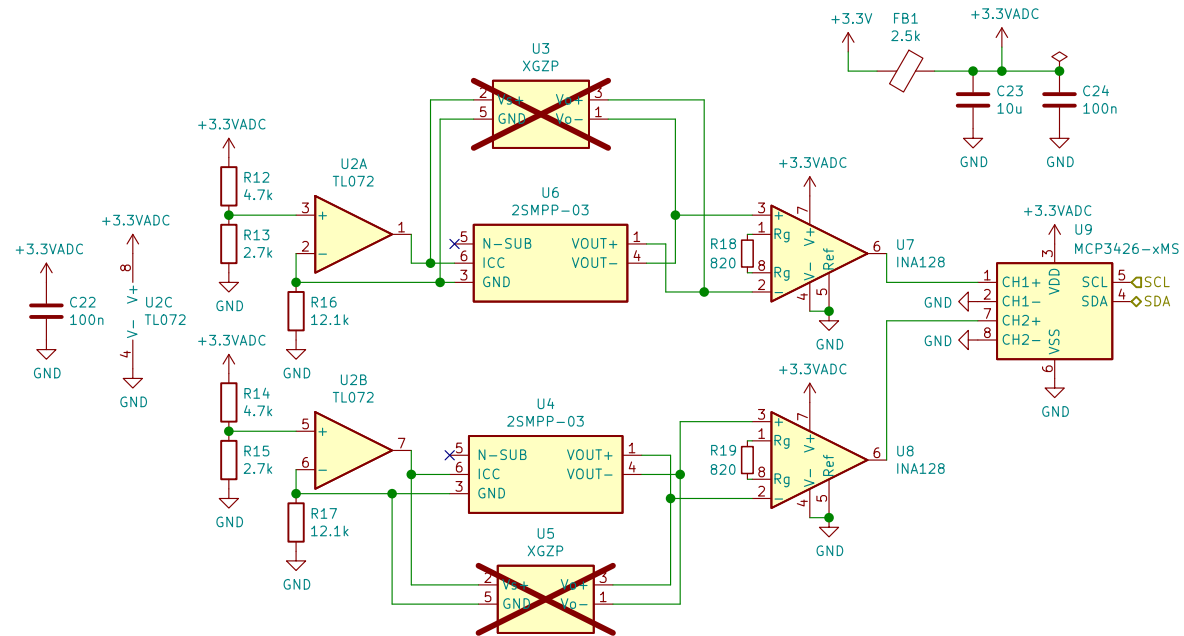 +3.3V
FB1
2.5k
+3.3VADC
C23
10u
GND
C24
100n
GND
U3
XGZP
2
Vs+
5
GND
3
Vo+
1
Vo-
+3.3VADC
R12
4.7k
R13
2.7k
GND
U2A
TL072
3
+
2
-
1
R16
12.1k
GND
U6
2SMPP-03
5
N-SUB
6
ICC
3
GND
VOUT+
1
VOUT-
4
+3.3VADC
R18
820
3
+
1
Rg
8
Rg
2
-
7
V+
V-
4
Ref
5
6
U7
INA128
GND
+3.3VADC
U9
MCP3426-xMS
3
VDD
1
CH1+
GND
2
CH1-
7
CH2+
GND
8
CH2-
SCL
5
SCL
SDA
4
SDA
VSS
6
GND
+3.3VADC
C22
100n
GND
+3.3VADC
8
V+
U2C
TL072
V-
4
GND
+3.3VADC
R14
4.7k
R15
2.7k
GND
U2B
TL072
5
+
6
-
7
R17
12.1k
GND
U4
2SMPP-03
5
N-SUB
6
ICC
3
GND
VOUT+
1
VOUT-
4
+3.3VADC
R19
820
3
+
1
Rg
8
Rg
2
-
7
V+
V-
4
Ref
5
6
U8
INA128
GND
U5
XGZP
2
Vs+
5
GND
3
Vo+
1
Vo-